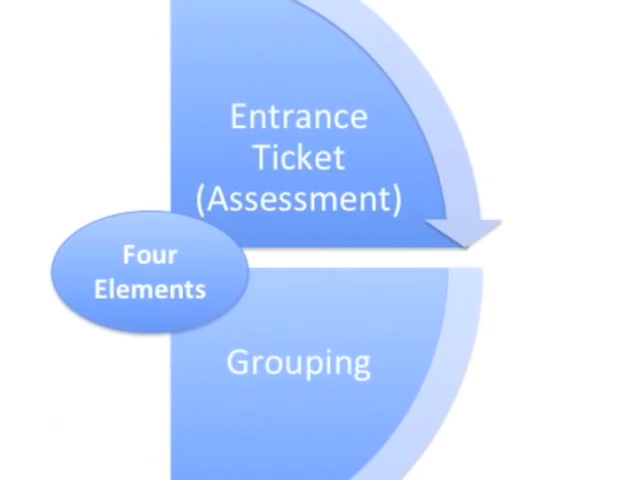 Entrance
Ticket
(Assessment)
Four
Elements
Grouping